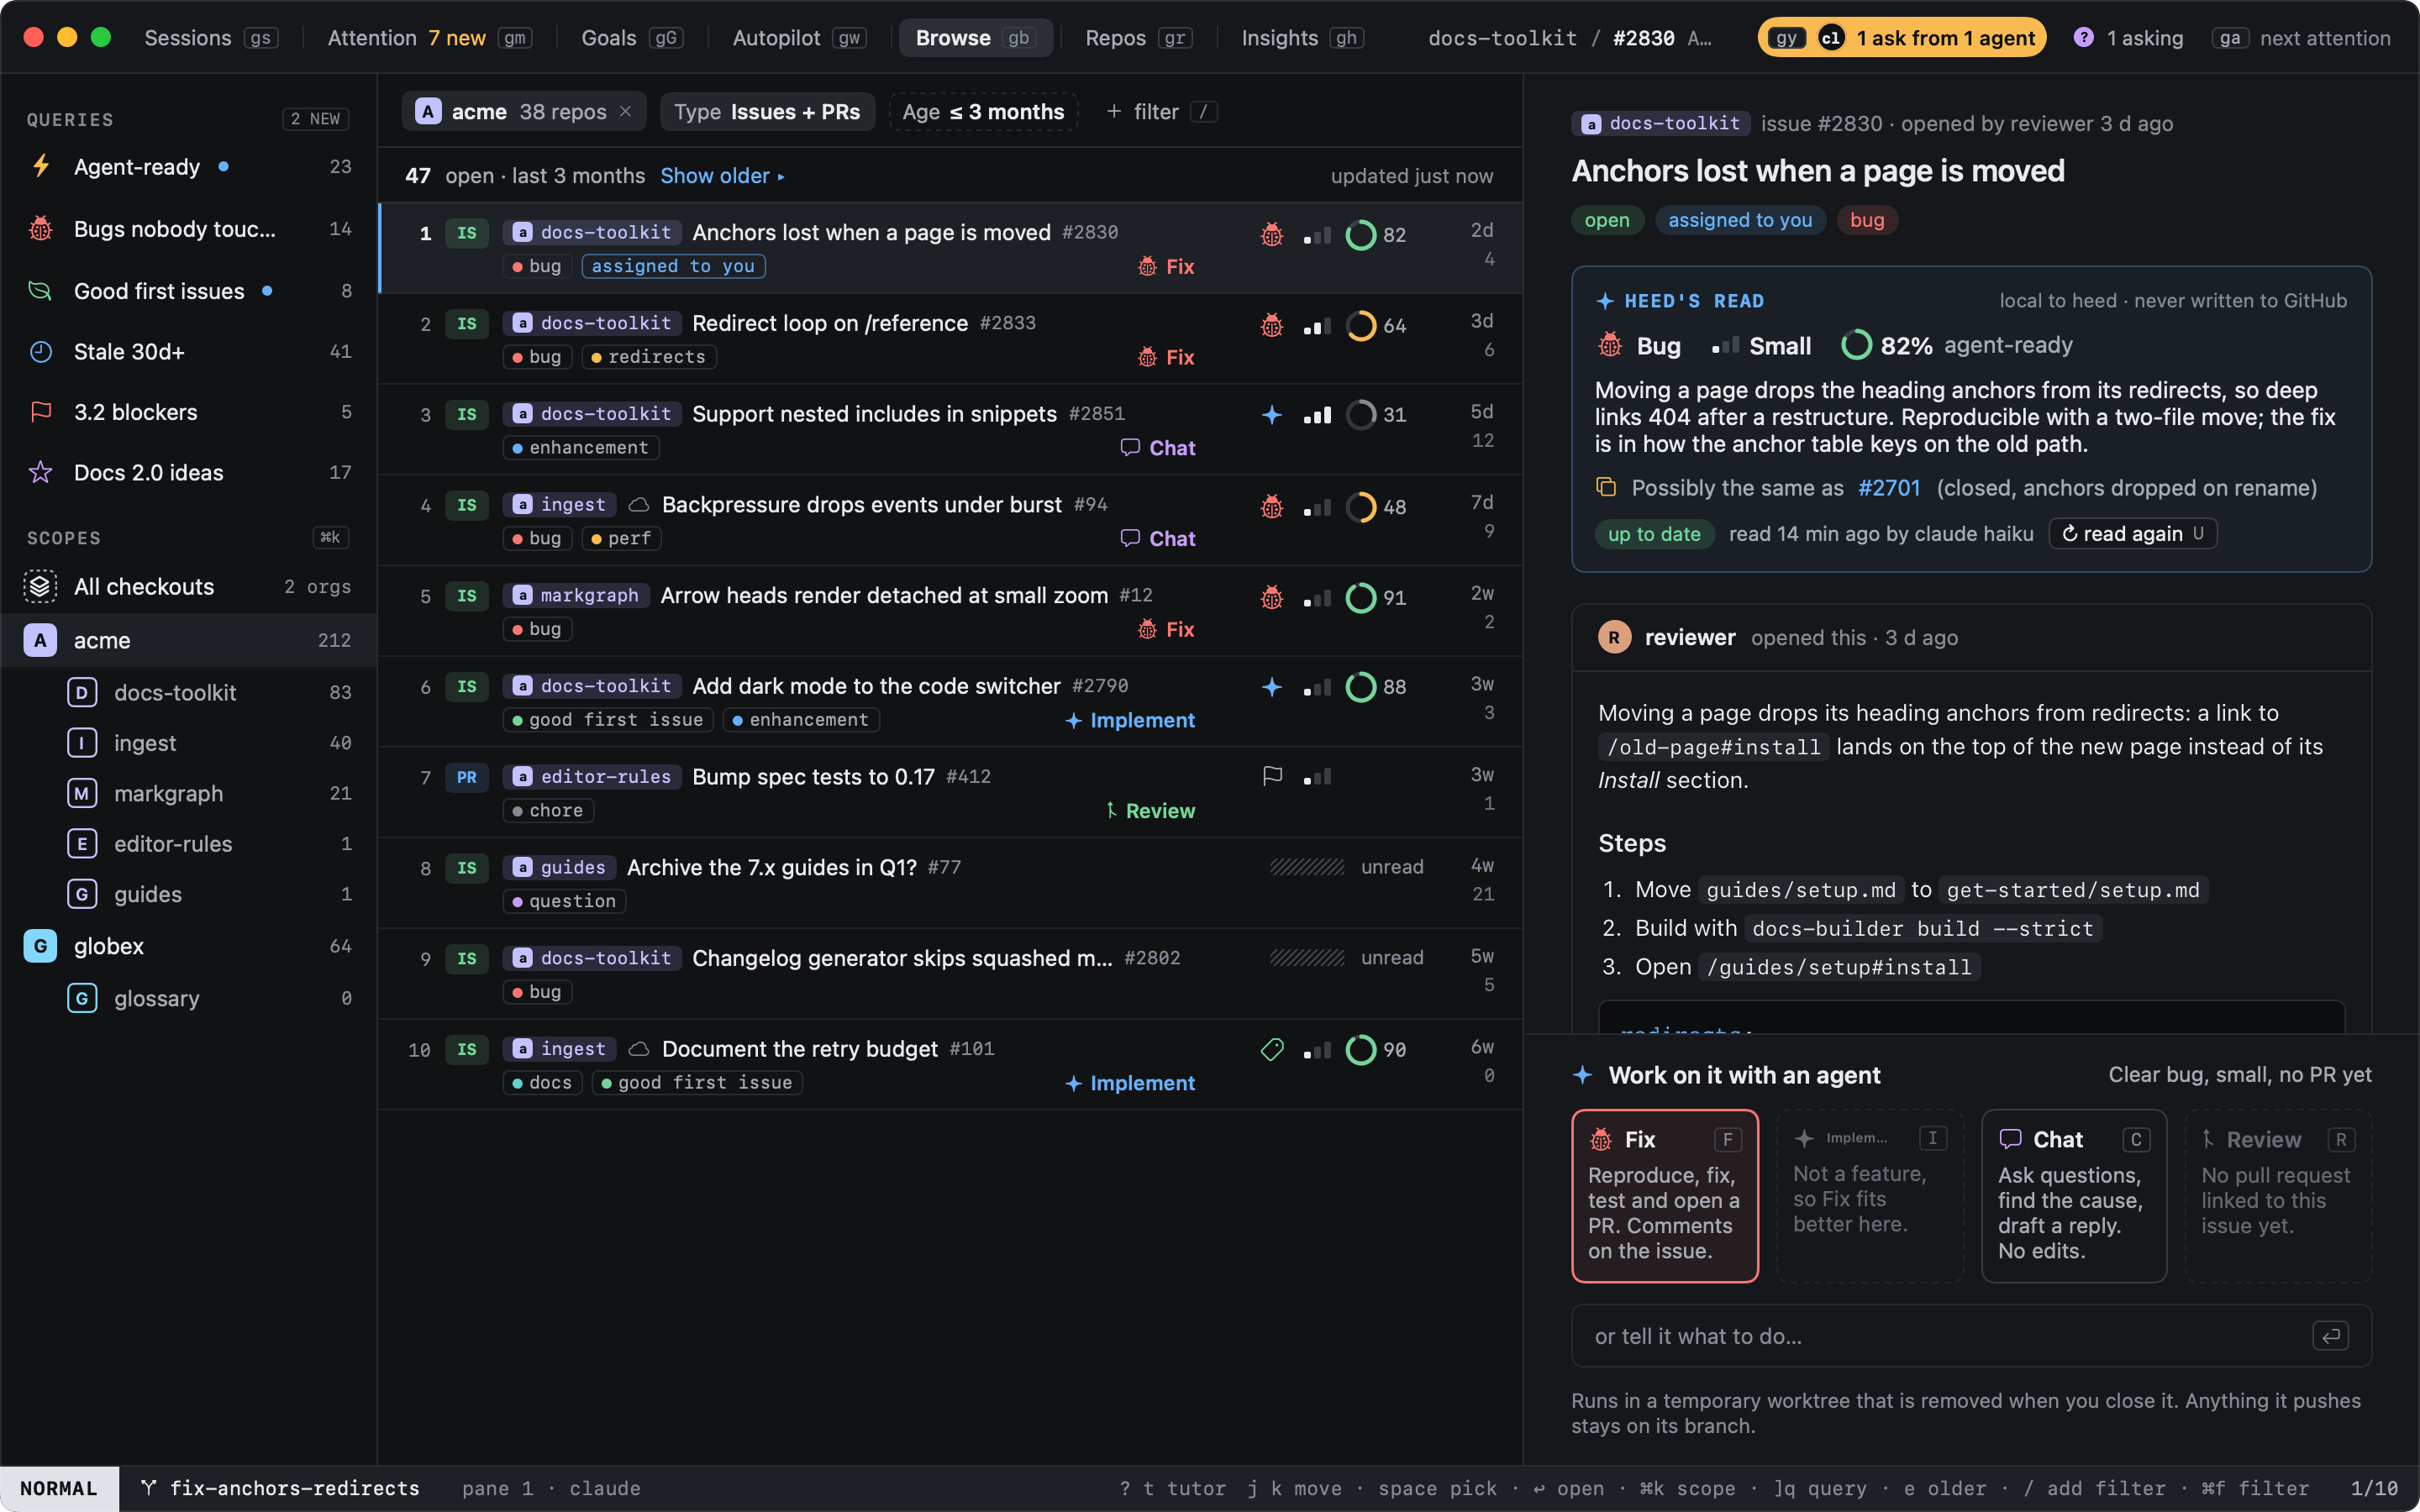 Sessions gs Attention 7 new gm Goals gG Autopilot gw Browse gb Repos gr Insights gh docs-toolkit / #2830 A… gy cl 1 ask from 1 agent ? 1 asking ga next attention
QUERIES 2 NEW
Agent-ready 23
Bugs nobody touc… 14
Good first issues 8
Stale 30d+ 41
3.2 blockers 5
Docs 2.0 ideas 17
SCOPES ⌘k
All checkouts 2 orgs
A acme 212
D docs-toolkit 83
I ingest 40
M markgraph 21
E editor-rules 1
G guides 1
G globex 64
G glossary 0
A acme 38 repos × Type Issues + PRs Age ≤ 3 months + filter /
47 open · last 3 months Show older ▸ updated just now
1 IS a docs-toolkit Anchors lost when a page is moved #2830 82 2d
bug assigned to you Fix 4
2 IS a docs-toolkit Redirect loop on /reference #2833 64 3d
bug redirects Fix 6
3 IS a docs-toolkit Support nested includes in snippets #2851 31 5d
enhancement Chat 12
4 IS a ingest Backpressure drops events under burst #94 48 7d
bug perf Chat 9
5 IS a markgraph Arrow heads render detached at small zoom #12 91 2w
bug Fix 2
6 IS a docs-toolkit Add dark mode to the code switcher #2790 88 3w
good first issue enhancement Implement 3
7 PR a editor-rules Bump spec tests to 0.17 #412 3w
chore Review 1
8 IS a guides Archive the 7.x guides in Q1? #77 unread 4w
question 21
9 IS a docs-toolkit Changelog generator skips squashed m… #2802 unread 5w
bug 5
10 IS a ingest Document the retry budget #101 90 6w
docs good first issue Implement 0
a docs-toolkit issue #2830 · opened by reviewer 3 d ago
Anchors lost when a page is moved
open assigned to you bug
HEED'S READ local to heed · never written to GitHub
Bug Small 82% agent-ready
Moving a page drops the heading anchors from its redirects, so deep
links 404 after a restructure. Reproducible with a two-file move; the fix
is in how the anchor table keys on the old path.
Possibly the same as #2701 (closed, anchors dropped on rename)
up to date read 14 min ago by claude haiku read again U
R reviewer opened this · 3 d ago
Moving a page drops its heading anchors from redirects: a link to
/old-page#install lands on the top of the new page instead of its
Install section.
Steps
1. Move guides/setup.md to get-started/setup.md
2. Build with docs-builder build --strict
3. Open /guides/setup#install
Work on it with an agent Clear bug, small, no PR yet
Fix F
Reproduce, fix,
test and open a
PR. Comments
on the issue.
Implem… I
Not a feature,
so Fix fits
better here.
Chat C
Ask questions,
find the cause,
draft a reply.
No edits.
Review R
No pull request
linked to this
issue yet.
or tell it what to do…
Runs in a temporary worktree that is removed when you close it. Anything it pushes
stays on its branch.
NORMAL fix-anchors-redirects pane 1 · claude ? t tutor j k move · space pick · ↩ open · ⌘k scope · ]q query · e older · / add filter · ⌘f filter 1/10